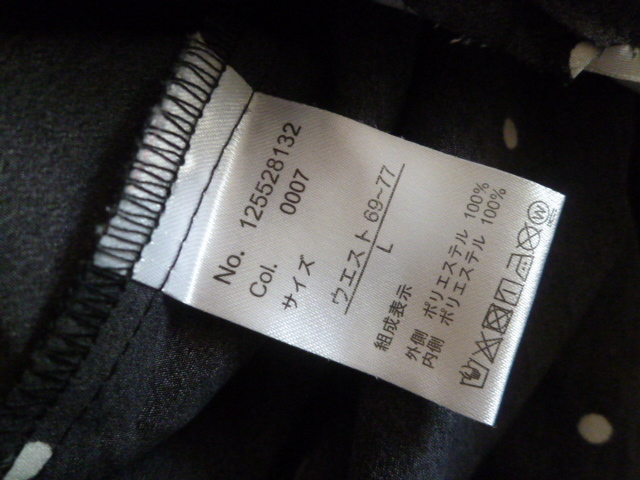 No. 125528132
Col. 0007
サイズ
ウエスト 69-77
L
組成表示
外側 ポリエステル 100%
内側 ポリエステル 100%